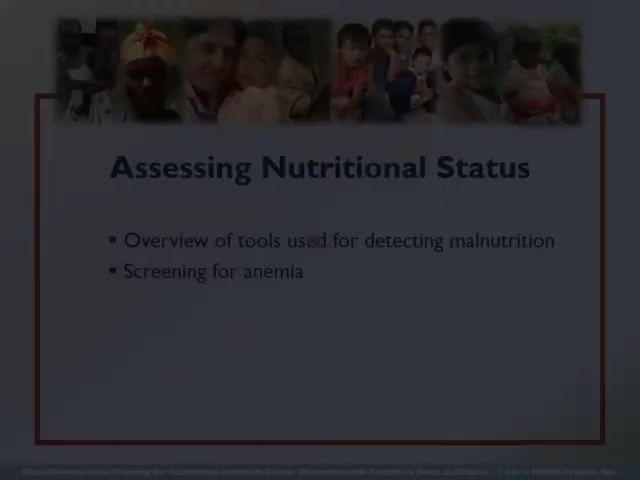 Assessing Nutritional Status
▪ Overview of tools used for detecting malnutrition
▪ Screening for anemia